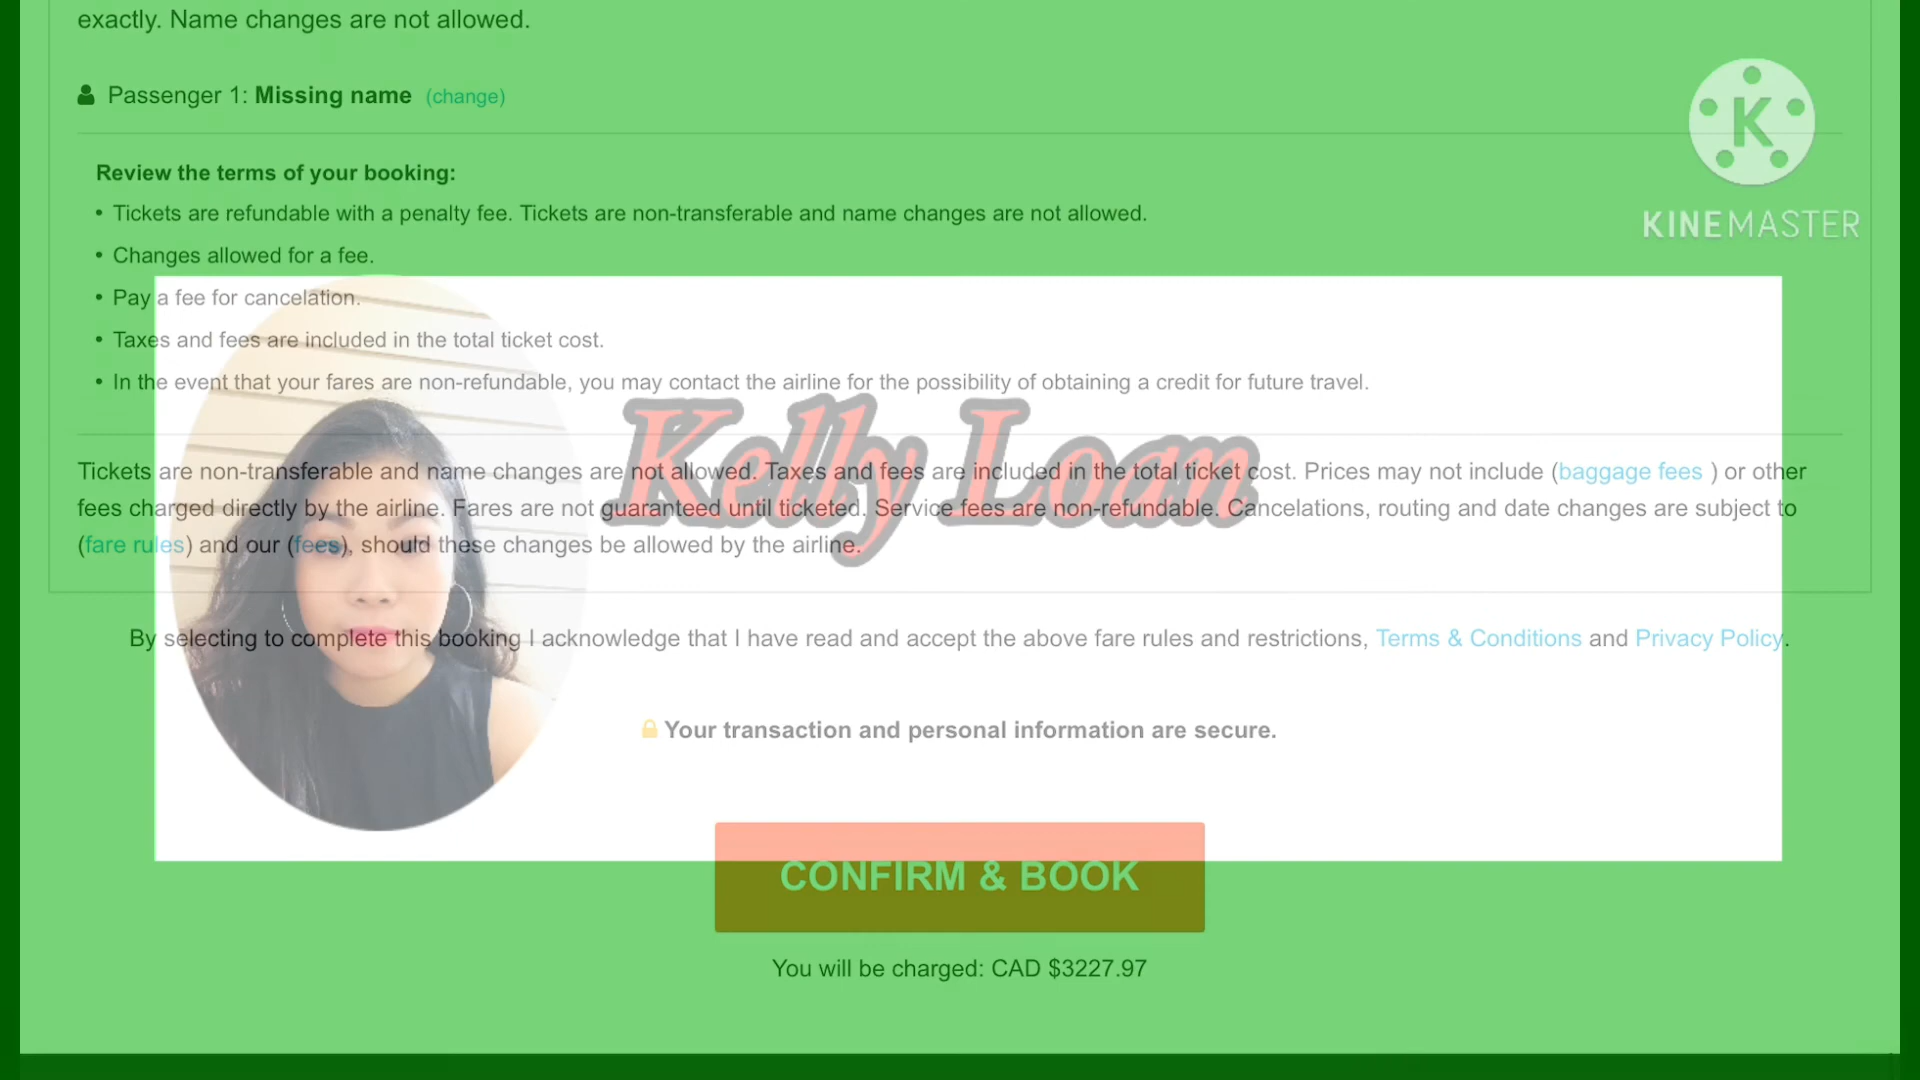 exactly. Name changes are not allowed.
Passenger 1: Missing name (change)
K
KINEMASTER
Review the terms of your booking:
• Tickets are refundable with a penalty fee. Tickets are non-transferable and name changes are not allowed.
• Changes allowed for a fee.
• Pay a fee for cancelation.
• Taxes and fees are included in the total ticket cost.
• In the event that your fares are non-refundable, you may contact the airline for the possibility of obtaining a credit for future travel.
Kelly Loan
Tickets are non-transferable and name changes are not allowed. Taxes and fees are included in the total ticket cost. Prices may not include (baggage fees ) or other
fees charged directly by the airline. Fares are not guaranteed until ticketed. Service fees are non-refundable. Cancelations, routing and date changes are subject to
(fare rules) and our (fees), should these changes be allowed by the airline.
By selecting to complete this booking I acknowledge that I have read and accept the above fare rules and restrictions, Terms & Conditions and Privacy Policy.
Your transaction and personal information are secure.
CONFIRM & BOOK
You will be charged: CAD $3227.97